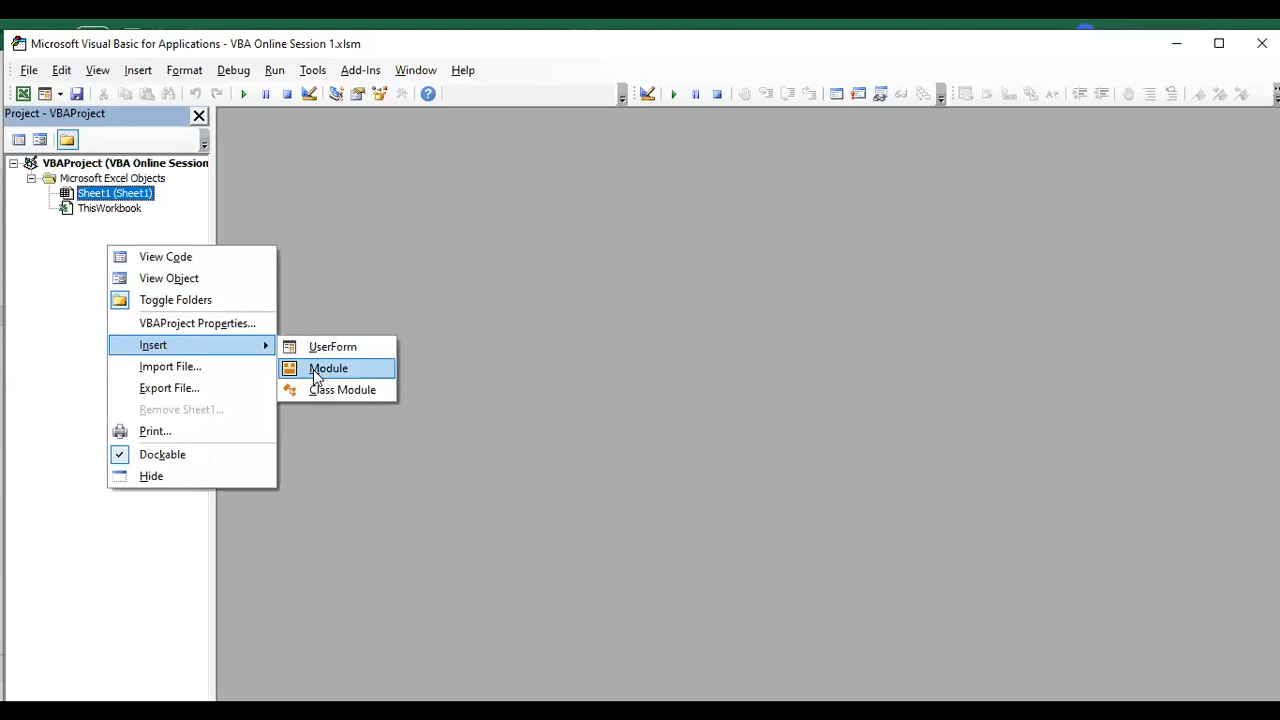 Microsoft Visual Basic for Applications - VBA Online Session 1.xlsm
File Edit View Insert Format Debug Run Tools Add-Ins Window Help
Project - VBAProject
VBAProject (VBA Online Session
Microsoft Excel Objects
Sheet1 (Sheet1)
ThisWorkbook
View Code
View Object
Toggle Folders
VBAProject Properties...
Insert
Import File...
Export File...
Remove Sheet1...
Print...
Dockable
Hide
UserForm
Module
Class Module